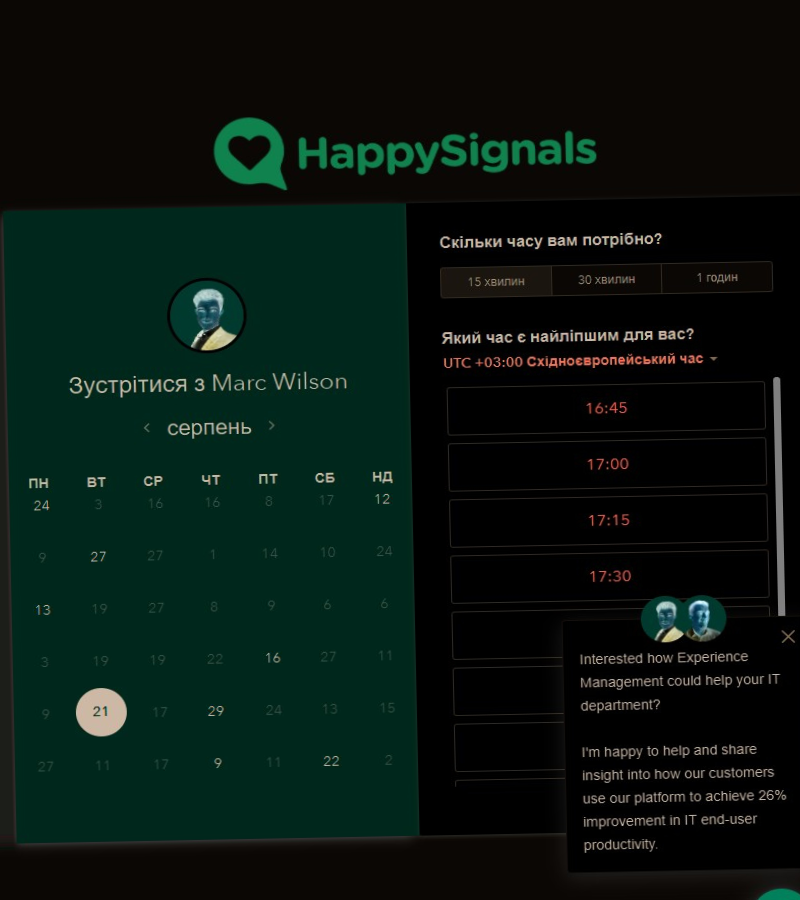 HappySignals
Зустрітися з Marc Wilson
серпень
ПН ВТ СР ЧТ ПТ СБ НД
24 3 16 16 8 17 12
9 27 27 1 14 10 24
13 19 27 8 9 6 6
3 19 19 22 16 27 11
9 21 17 29 24 13 15
27 11 17 9 11 22 2
Скільки часу вам потрібно?
15 хвилин 30 хвилин 1 годин
Який час є найліпшим для вас?
UTC +03:00 Східноєвропейський час
16:45
17:00
17:15
17:30
Interested how Experience
Management could help your IT
department?
I'm happy to help and share
insight into how our customers
use our platform to achieve 26%
improvement in IT end-user
productivity.